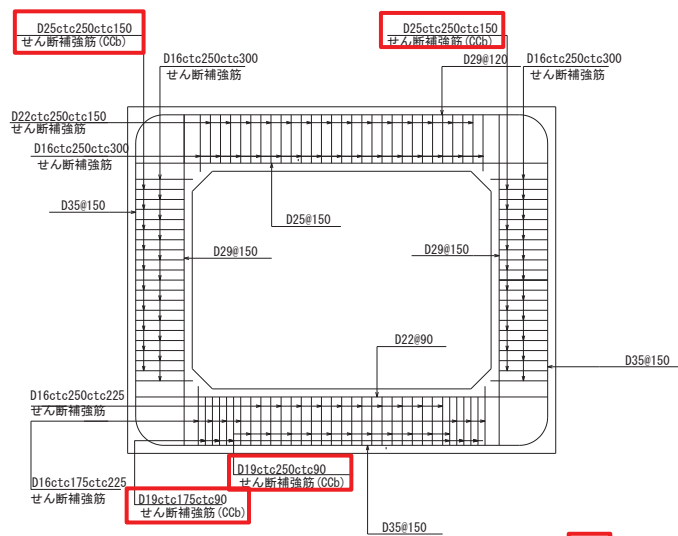 D25ctc250ctc150
せん断補強筋(CCb)
D25ctc250ctc150
せん断補強筋(CCb)
D16ctc250ctc300
せん断補強筋
D29@120
D16ctc250ctc300
せん断補強筋
D22ctc250ctc150
せん断補強筋
D16ctc250ctc300
せん断補強筋
D35@150
D25@150
D29@150
D29@150
D22@90
D35@150
D16ctc250ctc225
せん断補強筋
D19ctc250ctc90
せん断補強筋(CCb)
D16ctc175ctc225
せん断補強筋
D19ctc175ctc90
せん断補強筋(CCb)
D35@150